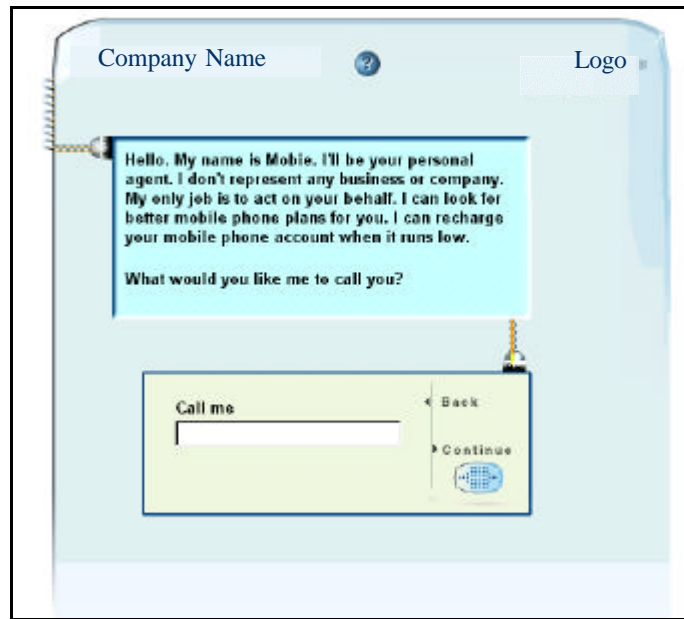 Company Name
?
Logo
Hello. My name is Mobie. I'll be your personal
agent. I don't represent any business or company.
My only job is to act on your behalf. I can look for
better mobile phone plans for you. I can recharge
your mobile phone account when it runs low.
What would you like me to call you?
Call me
Back
Continue